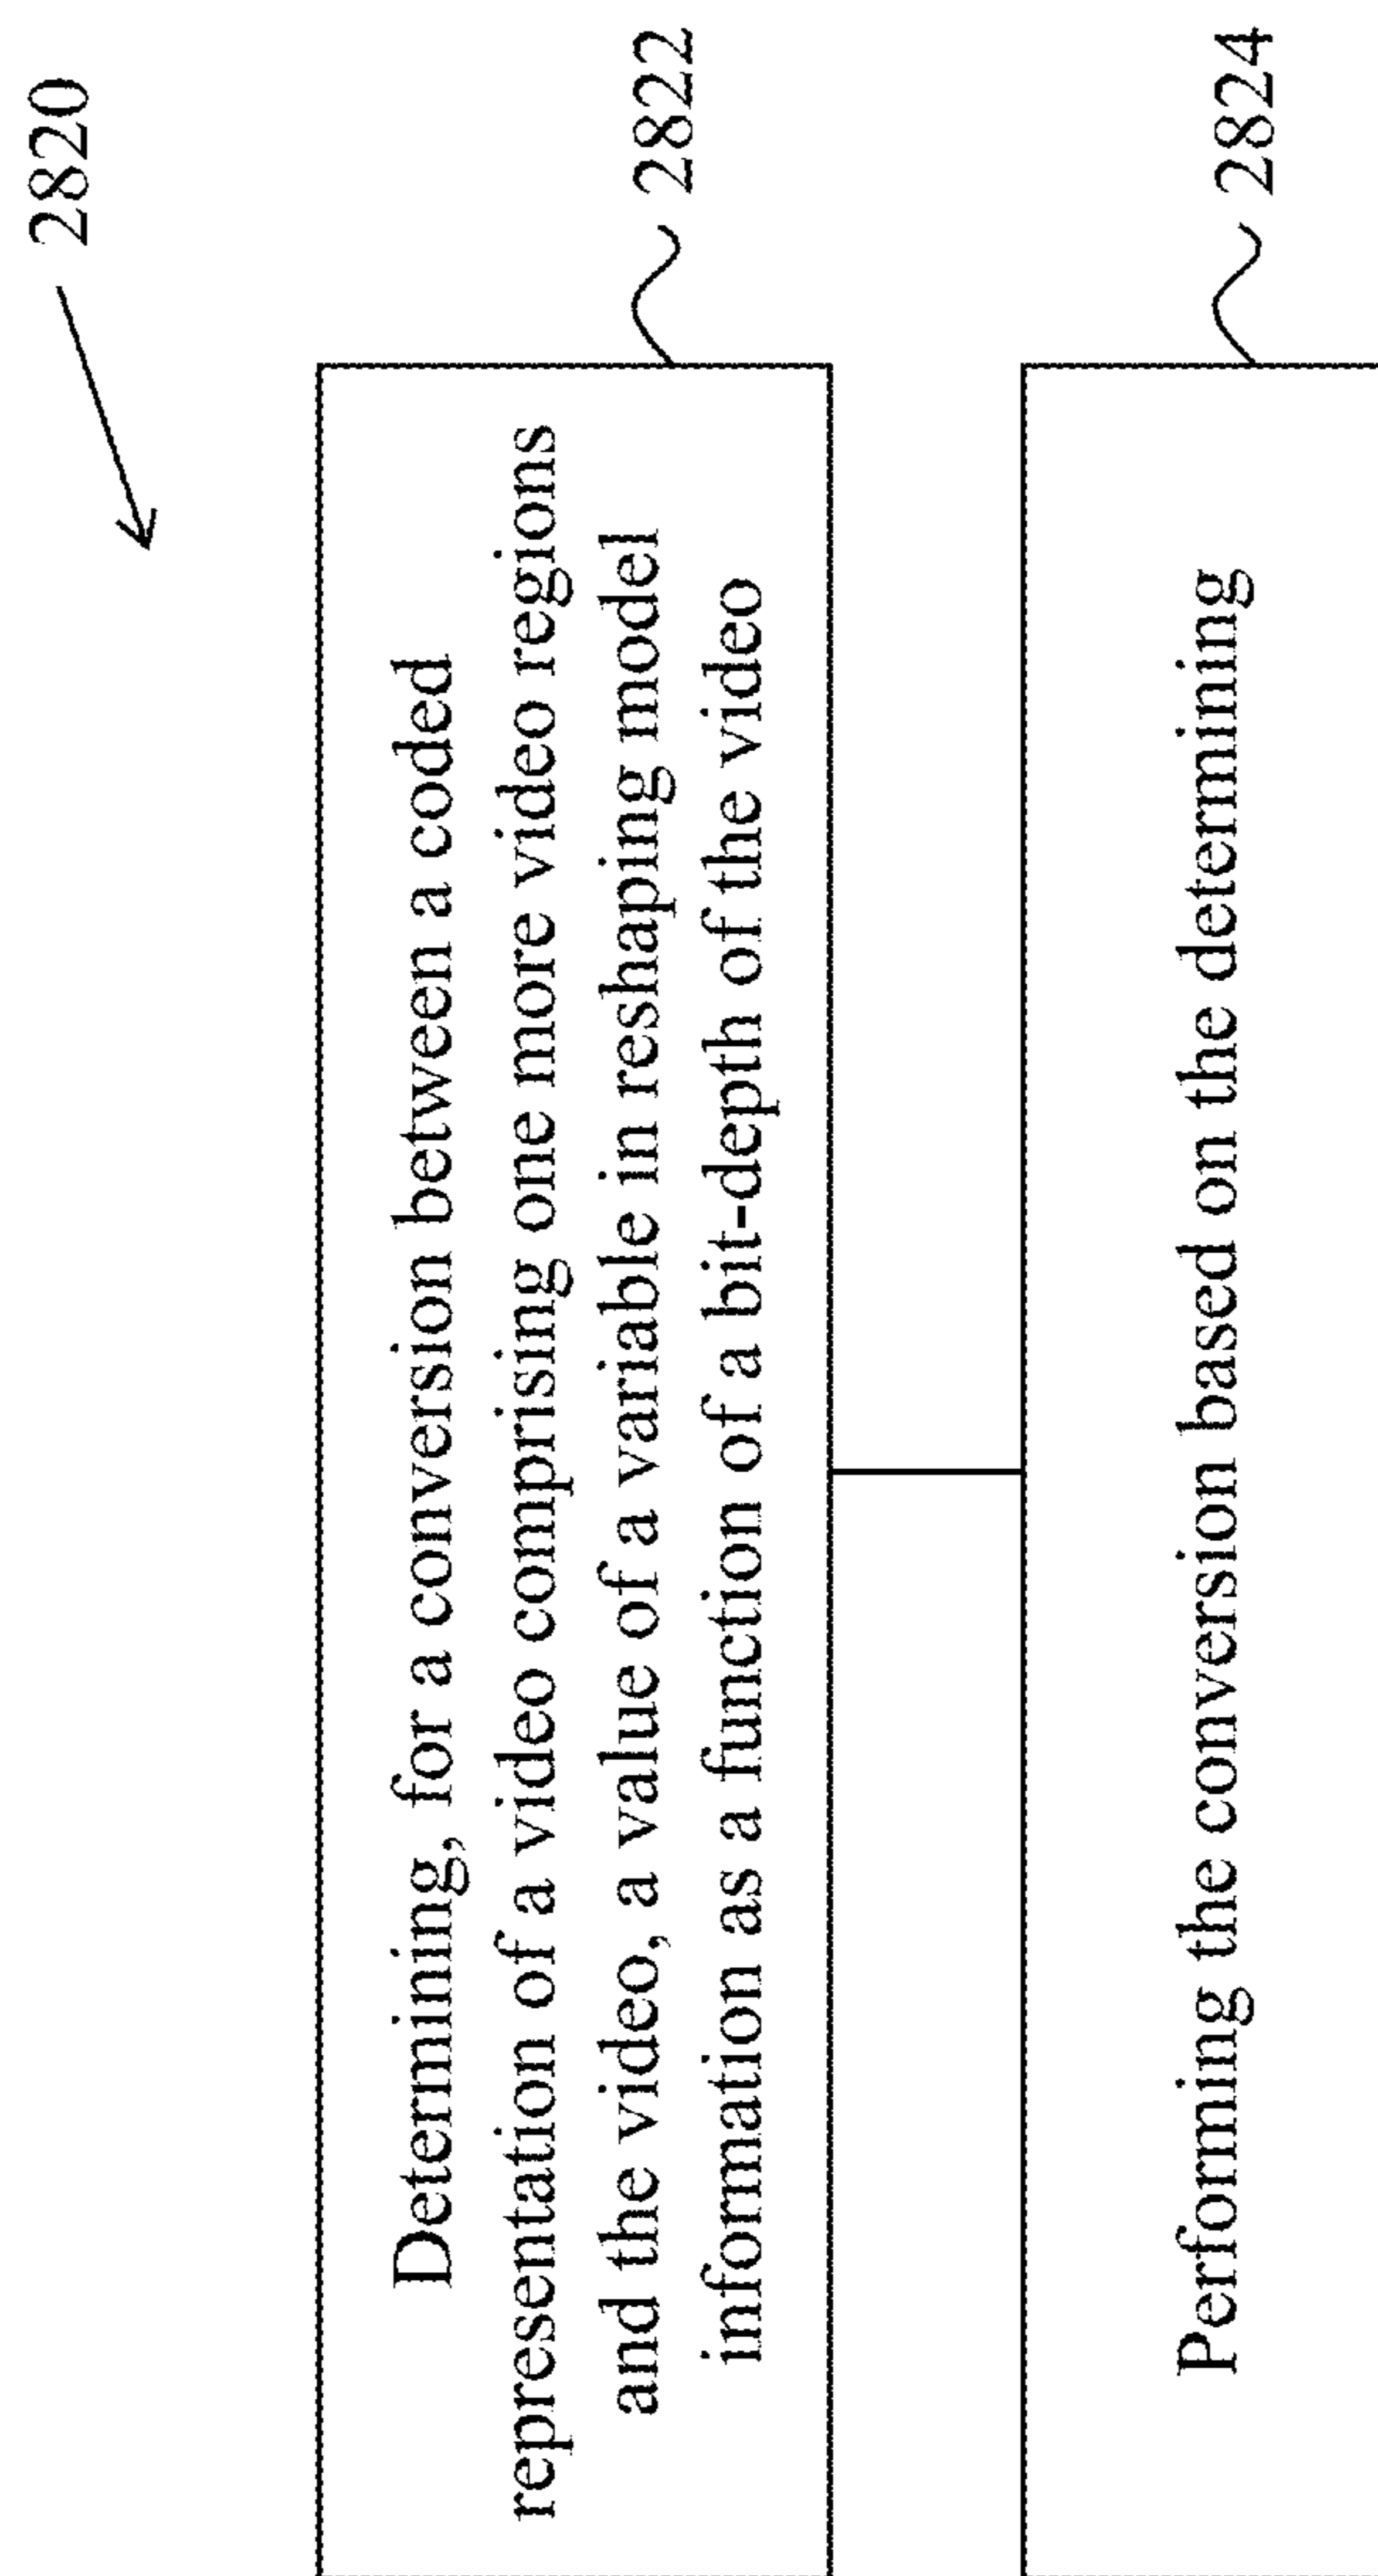 2820
Determining, for a conversion between a coded
representation of a video comprising one more video regions
and the video, a value of a variable in reshaping model
information as a function of a bit-depth of the video
2822
Performing the conversion based on the determining
2824